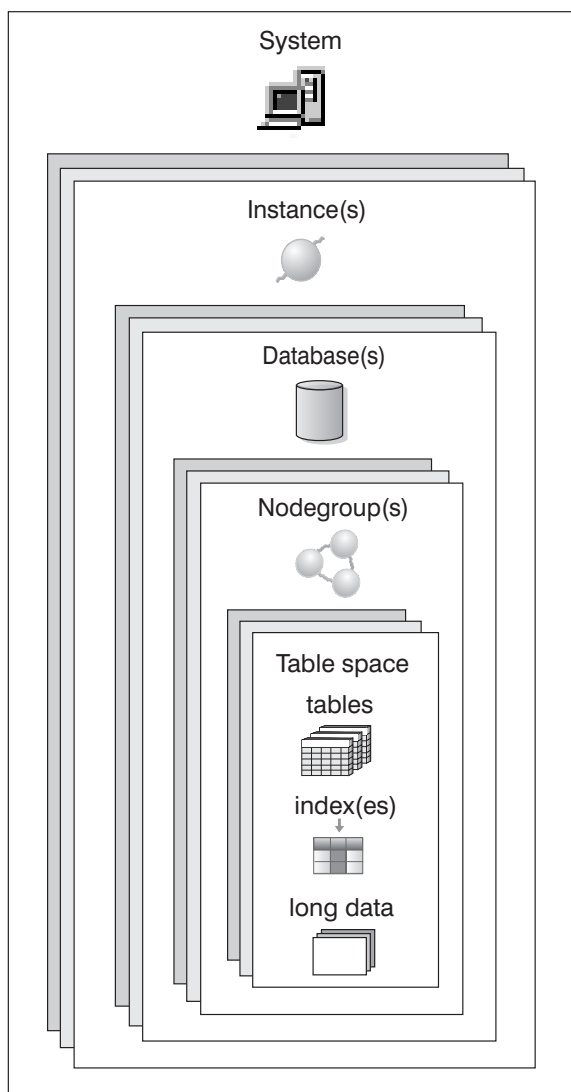 System
Instance(s)
Database(s)
Nodegroup(s)
Table space
tables
index(es)
long data